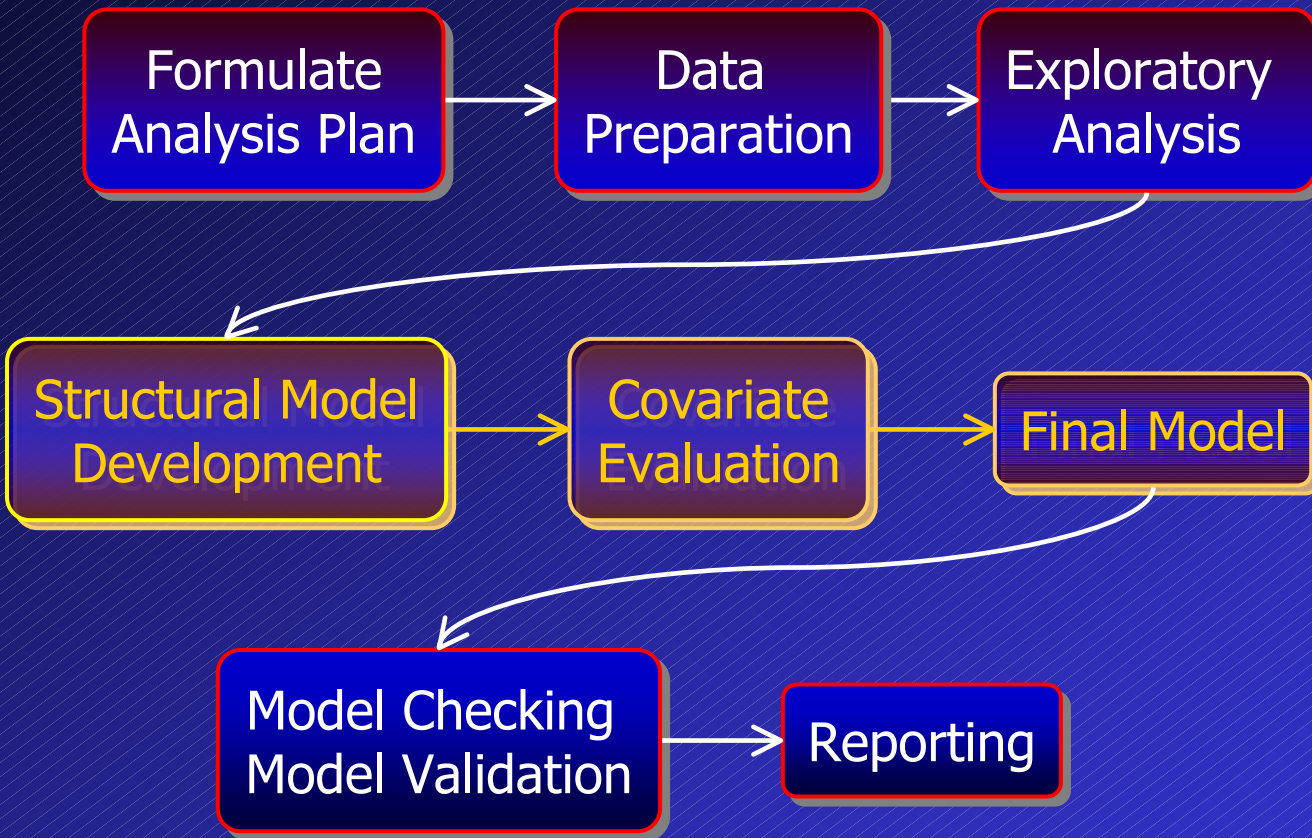 Formulate
Analysis Plan
Data
Preparation
Exploratory
Analysis
Structural Model
Development
Covariate
Evaluation
Final Model
Model Checking
Model Validation
Reporting